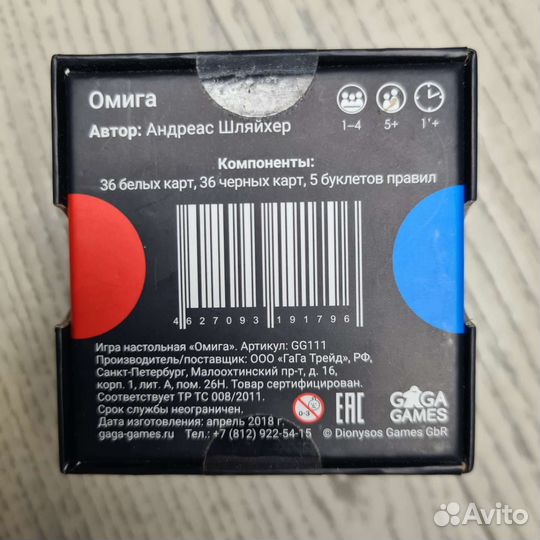 Омига
Автор: Андреас Шляйхер
1–4
5+
1'+
Компоненты:
36 белых карт, 36 черных карт, 5 буклетов правил
4 627093 191796
Игра настольная «Омига». Артикул: GG111
Производитель/поставщик: ООО «ГаГа Трейд», РФ,
Санкт-Петербург, Малоохтинский пр-т, д. 16,
корп. 1, лит. А, пом. 26Н. Товар сертифицирован.
Соответствует ТР ТС 008/2011.
Срок службы неограничен.
Дата изготовления: апрель 2018 г.
gaga-games.ru Тел.: +7 (812) 922-54-15
0-3
EAC
GAGA
GAMES
© Dionysos Games GbR
Avito